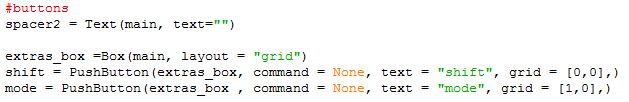 #buttons
spacer2 = Text(main, text="")
extras_box =Box(main, layout = "grid")
shift = PushButton(extras_box, command = None, text = "shift", grid = [0,0],)
mode = PushButton(extras_box , command = None, text = "mode", grid = [1,0],)